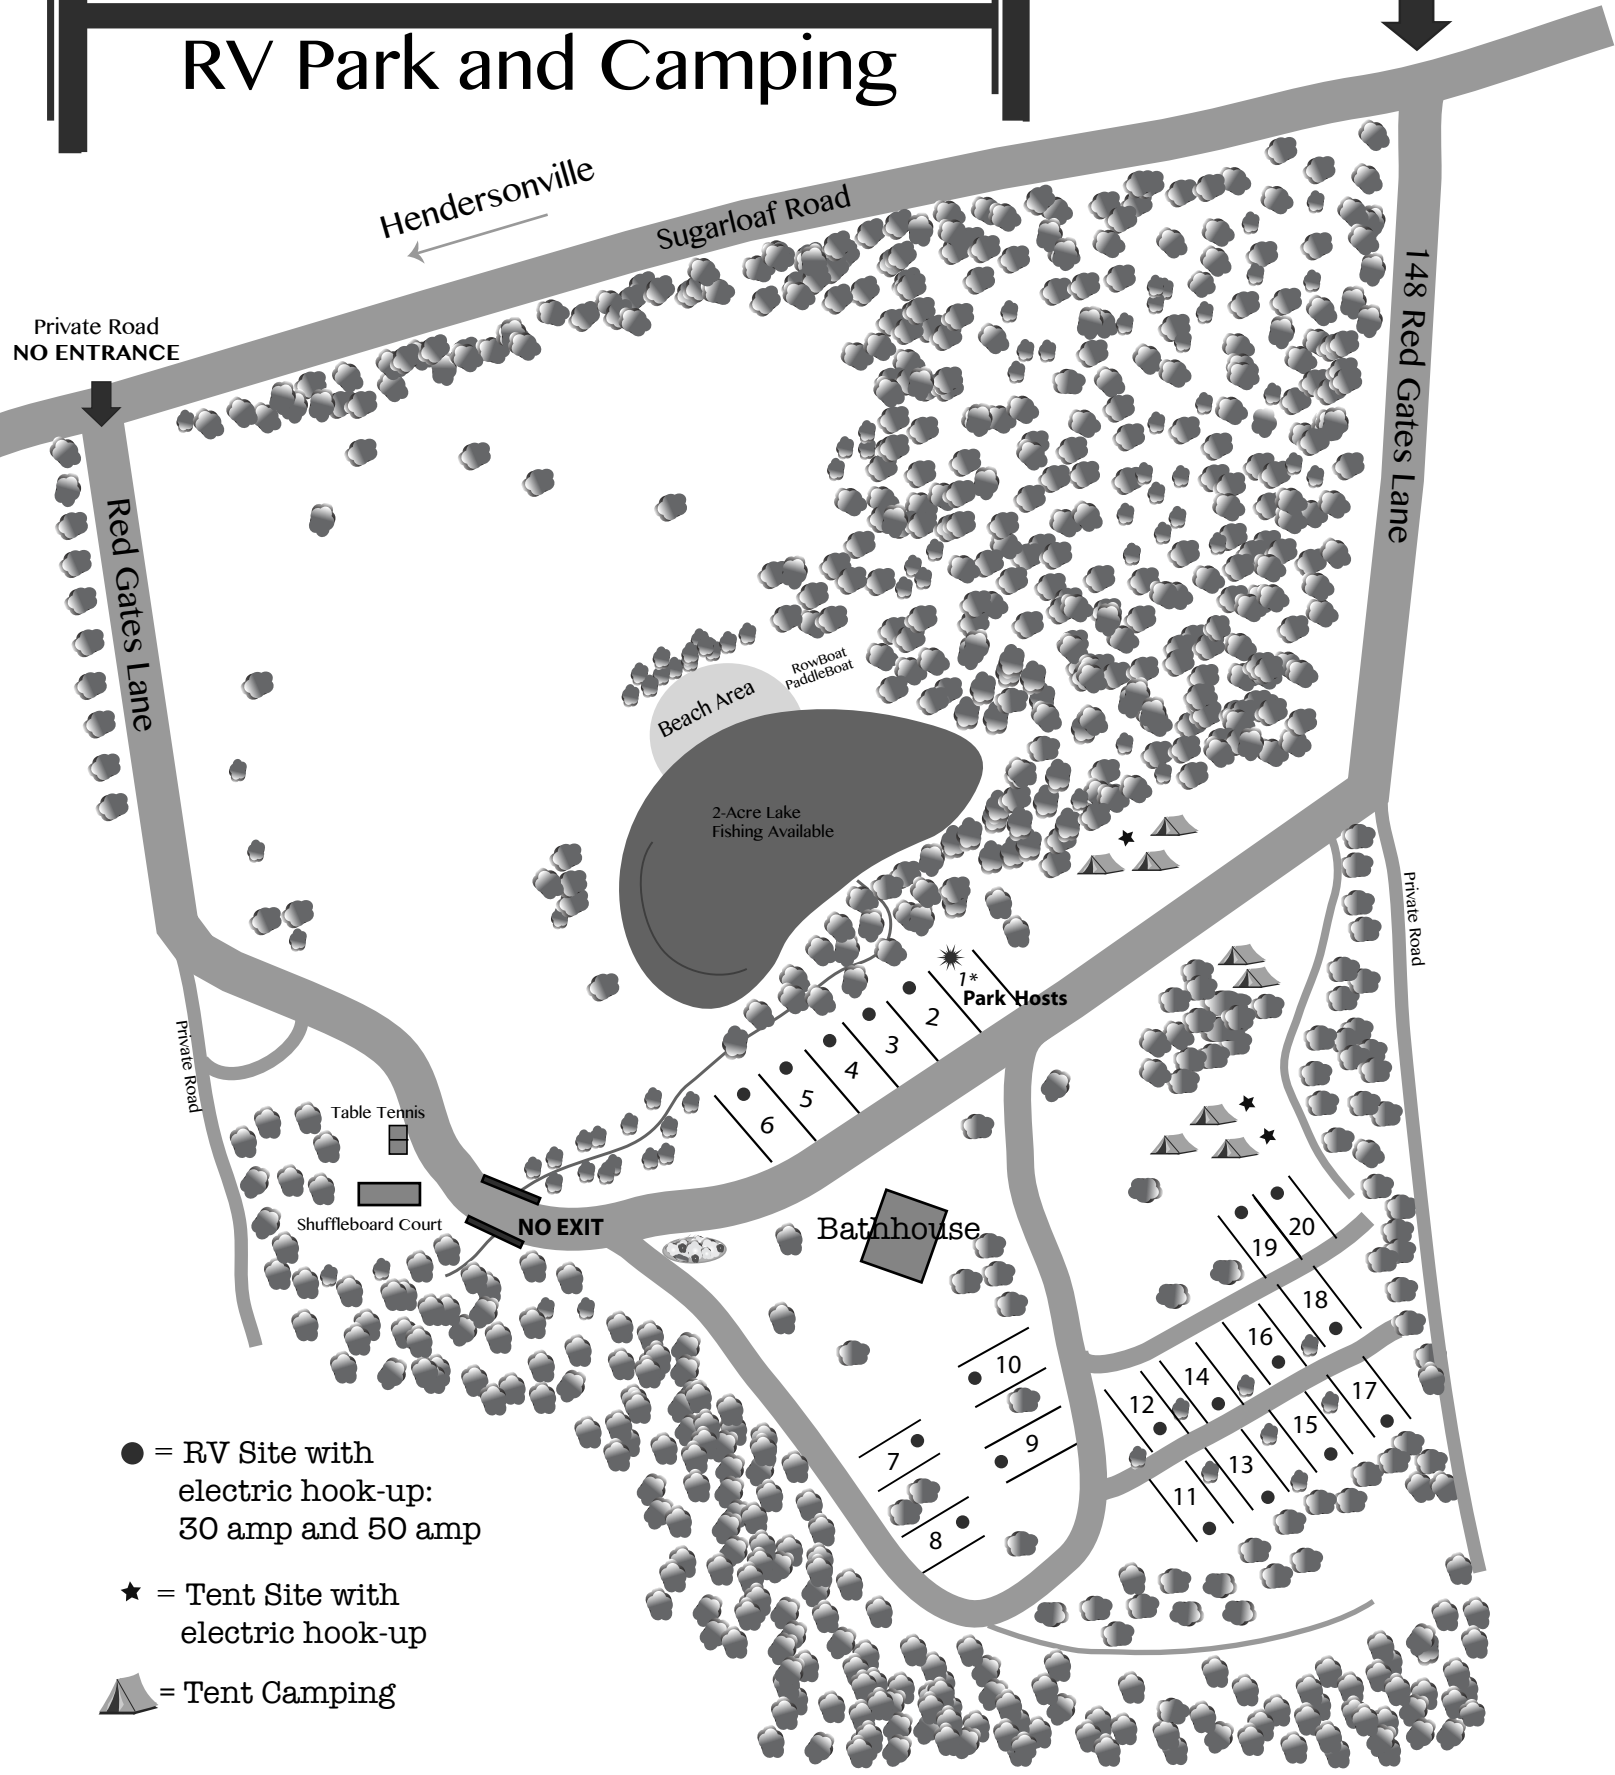 RV Park and Camping
Hendersonville
Sugarloaf Road
Private Road
NO ENTRANCE
148 Red Gates Lane
Red Gates Lane
RowBoat
PaddleBoat
Beach Area
2-Acre Lake
Fishing Available
Private Road
1*
Park Hosts
2
3
4
5
6
Private Road
Table Tennis
Shuffleboard Court
NO EXIT
Bathhouse
20
19
18
16
14
12
17
15
13
11
10
9
7
8
= RV Site with
electric hook-up:
30 amp and 50 amp
= Tent Site with
electric hook-up
= Tent Camping